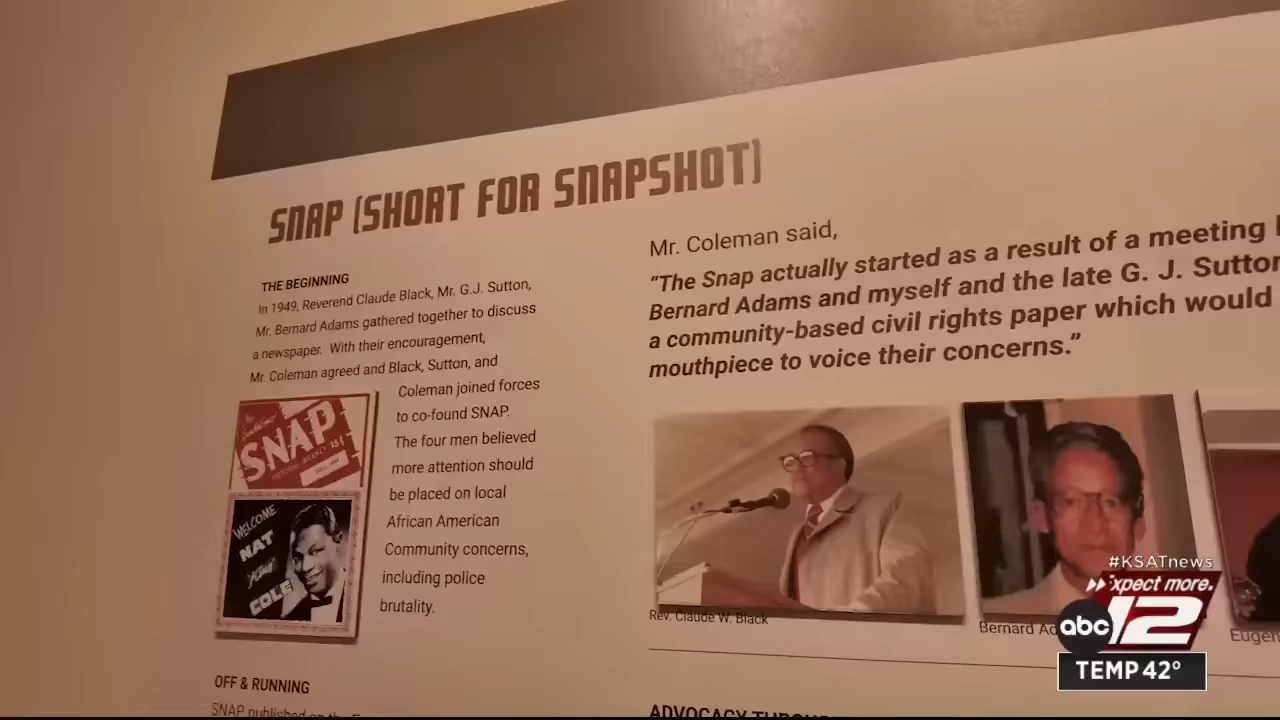 SNAP (SHORT FOR SNAPSHOT)
THE BEGINNING
In 1949, Reverend Claude Black, Mr. G.J. Sutton,
Mr. Bernard Adams gathered together to discuss
a newspaper. With their encouragement,
Mr. Coleman agreed and Black, Sutton, and
Coleman joined forces
to co-found SNAP.
The four men believed
more attention should
be placed on local
African American
Community concerns,
including police
brutality.
SNAP
WELCOME
NAT
"King"
COLE
OFF & RUNNING
SNAP published on the
Mr. Coleman said,
"The Snap actually started as a result of a meeting
Bernard Adams and myself and the late G. J. Sutton
a community-based civil rights paper which would
mouthpiece to voice their concerns."
Rev. Claude W. Black
Bernard Ad
Eugen
ADVOCACY
#KSATnews
Expect more.
abc 12
TEMP 42°